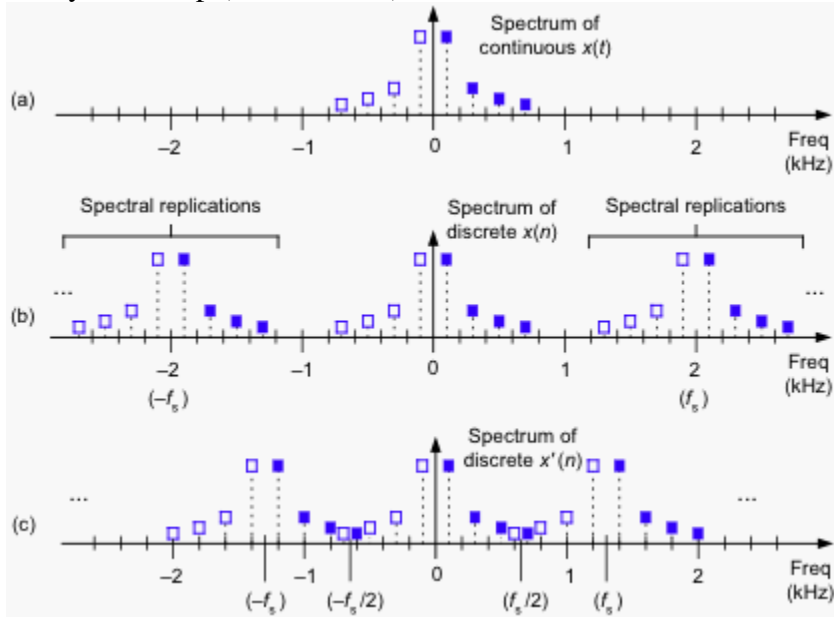 Spectrum of
continuous x(t)
(a)
–2 –1 0 1 2 Freq
(kHz)
Spectral replications
Spectrum of
discrete x(n)
Spectral replications
... ...
(b)
–2 –1 0 1 2 Freq
(kHz)
(–fs) (fs)
Spectrum of
discrete x′(n)
... ...
(c)
–2 –1 0 1 2 Freq
(kHz)
(–fs) (–fs/2) (fs/2) (fs)